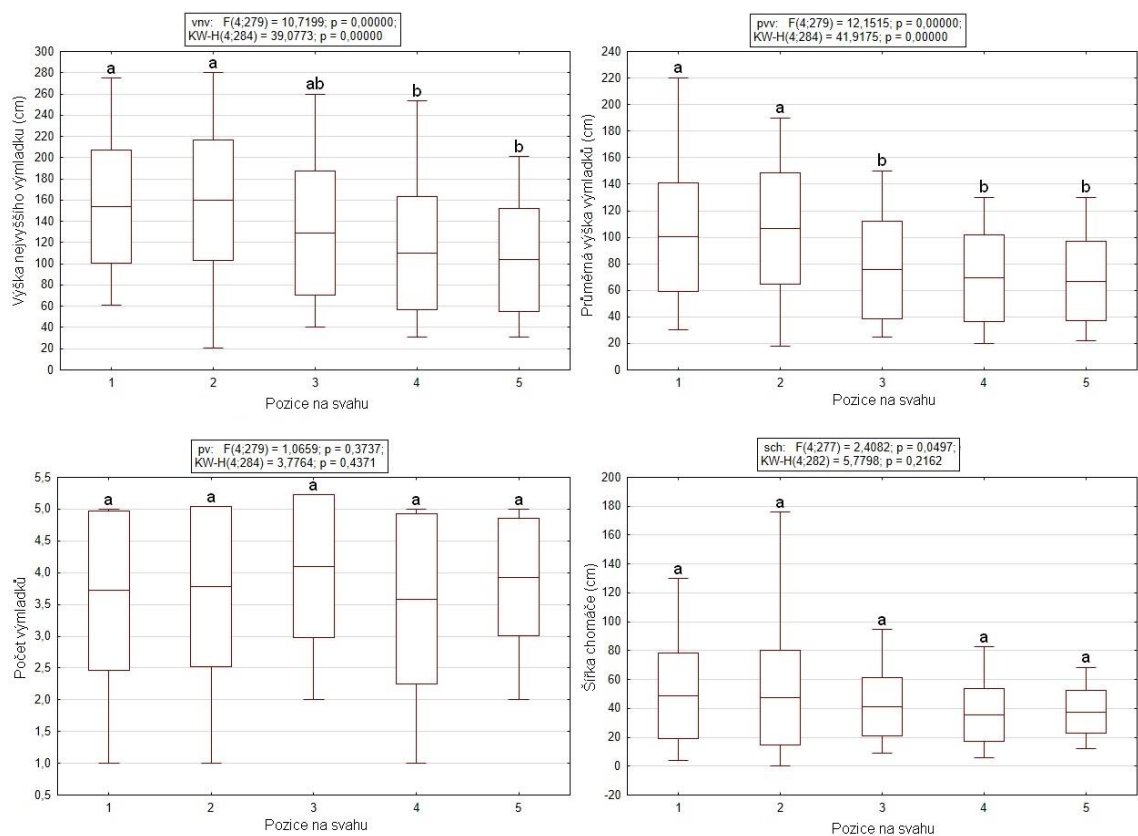 vnv: F(4;279) = 10,7199; p = 0,00000;
KW-H(4;284) = 39,0773; p = 0,00000
300
280
260
240
220
200
180
160
140
120
100
80
60
40
20
0
Výška nejvyššího výmladku (cm)
a
a
ab
b
b
1 2 3 4 5
Pozice na svahu
pvv: F(4;279) = 12,1515; p = 0,00000;
KW-H(4;284) = 41,9175; p = 0,00000
240
220
200
180
160
140
120
100
80
60
40
20
0
Průměrná výška výmladků (cm)
a
a
b
b
b
1 2 3 4 5
Pozice na svahu
pv: F(4;279) = 1,0659; p = 0,3737;
KW-H(4;284) = 3,7764; p = 0,4371
5,5
5,0
4,5
4,0
3,5
3,0
2,5
2,0
1,5
1,0
0,5
Počet výmladků
a
a
a
a
a
1 2 3 4 5
Pozice na svahu
sch: F(4;277) = 2,4082; p = 0,0497;
KW-H(4;282) = 5,7798; p = 0,2162
200
180
160
140
120
100
80
60
40
20
0
-20
Šířka chomáče (cm)
a
a
a
a
a
1 2 3 4 5
Pozice na svahu